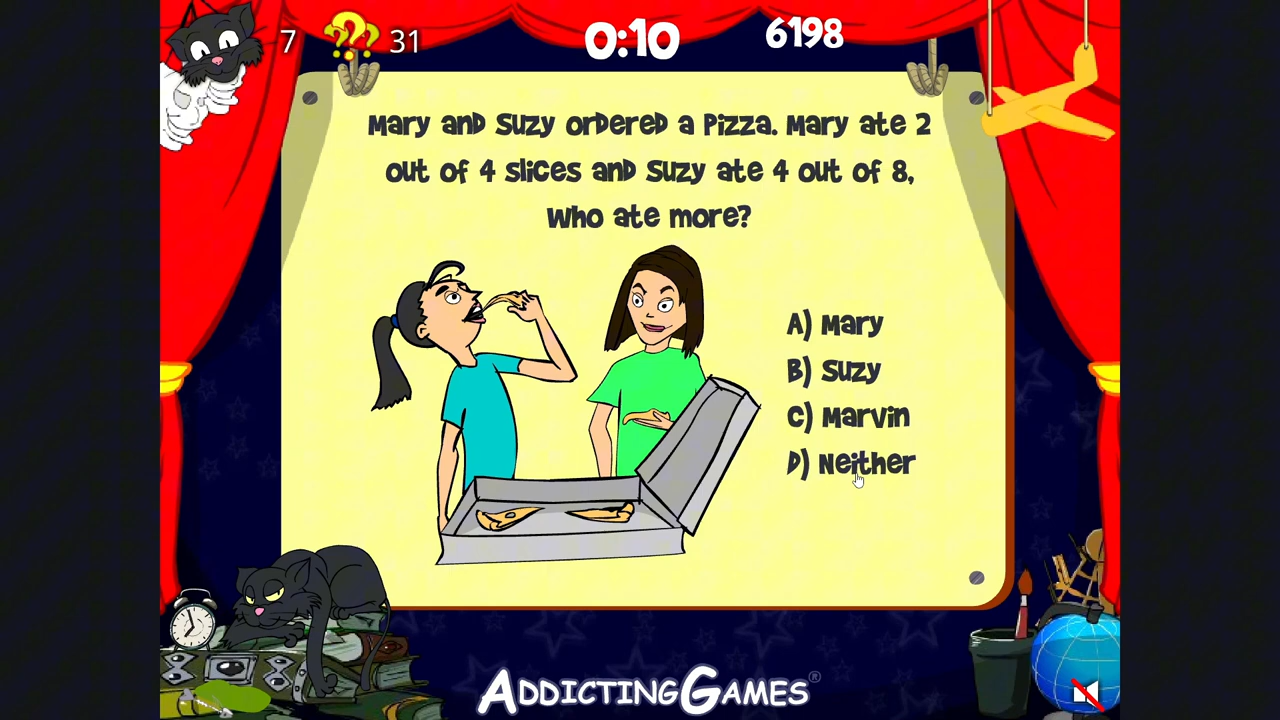 7
31
0:10
6198
Mary and Suzy ordered a pizza. Mary ate 2
out of 4 slices and Suzy ate 4 out of 8,
who ate more?
A) Mary
B) Suzy
C) Marvin
D) Neither
AddictingGames®